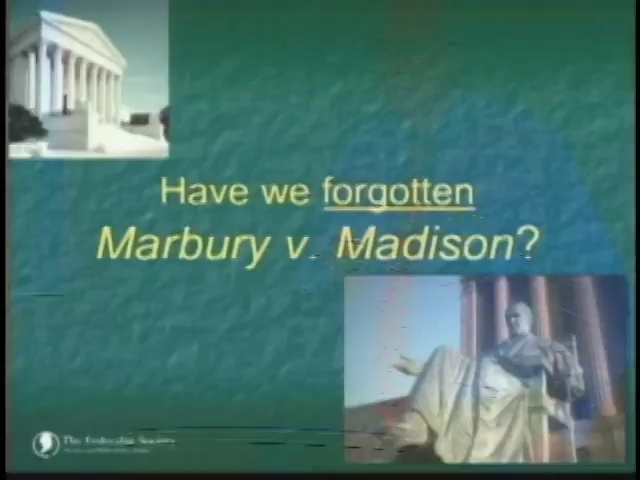 Have we forgotten
Marbury v. Madison?
The Federalist Society